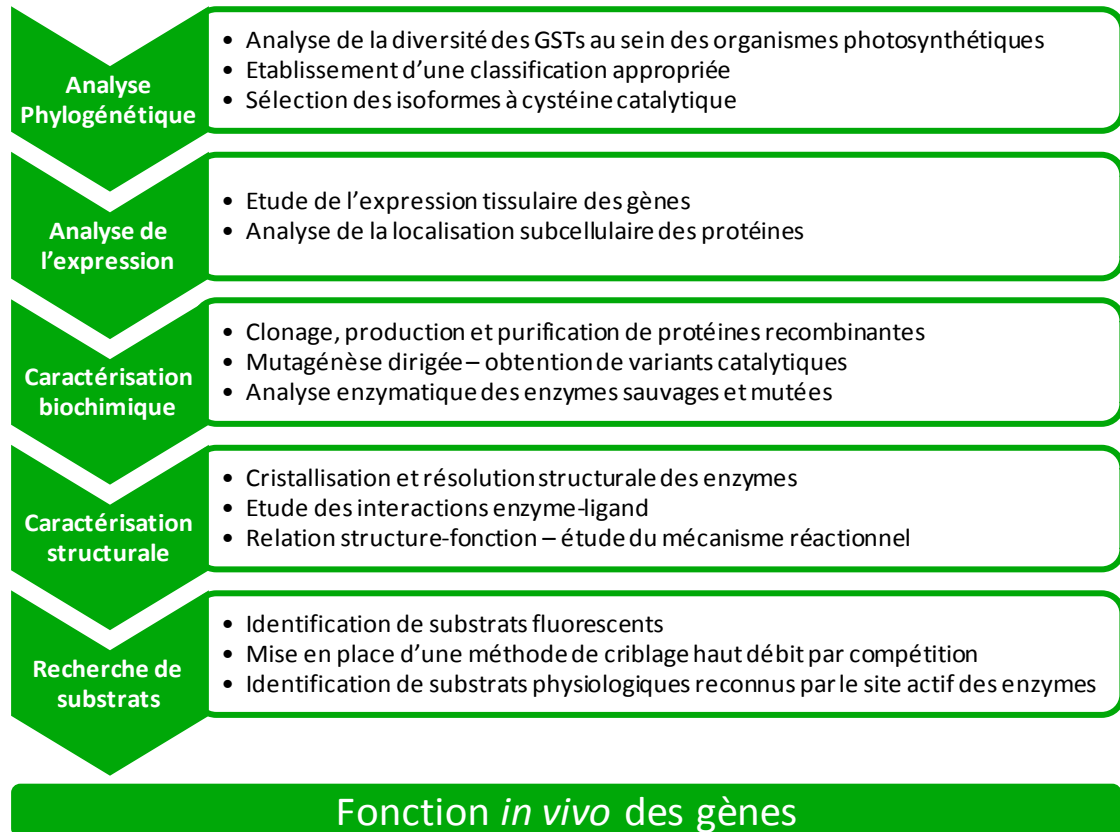 Analyse
Phylogénétique
• Analyse de la diversité des GSTs au sein des organismes photosynthétiques
• Etablissement d’une classification appropriée
• Sélection des isoformes à cystéine catalytique
Analyse de
l’expression
• Etude de l’expression tissulaire des gènes
• Analyse de la localisation subcellulaire des protéines
Caractérisation
biochimique
• Clonage, production et purification de protéines recombinantes
• Mutagénèse dirigée – obtention de variants catalytiques
• Analyse enzymatique des enzymes sauvages et mutées
Caractérisation
structurale
• Cristallisation et résolution structurale des enzymes
• Etude des interactions enzyme-ligand
• Relation structure-fonction – étude du mécanisme réactionnel
Recherche de
substrats
• Identification de substrats fluorescents
• Mise en place d’une méthode de criblage haut débit par compétition
• Identification de substrats physiologiques reconnus par le site actif des enzymes
Fonction in vivo des gènes